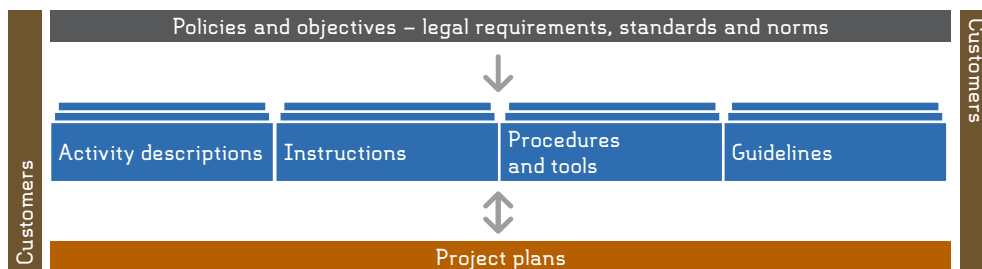 Policies and objectives – legal requirements, standards and norms
Customers
Customers
Activity descriptions
Instructions
Procedures
and tools
Guidelines
Project plans